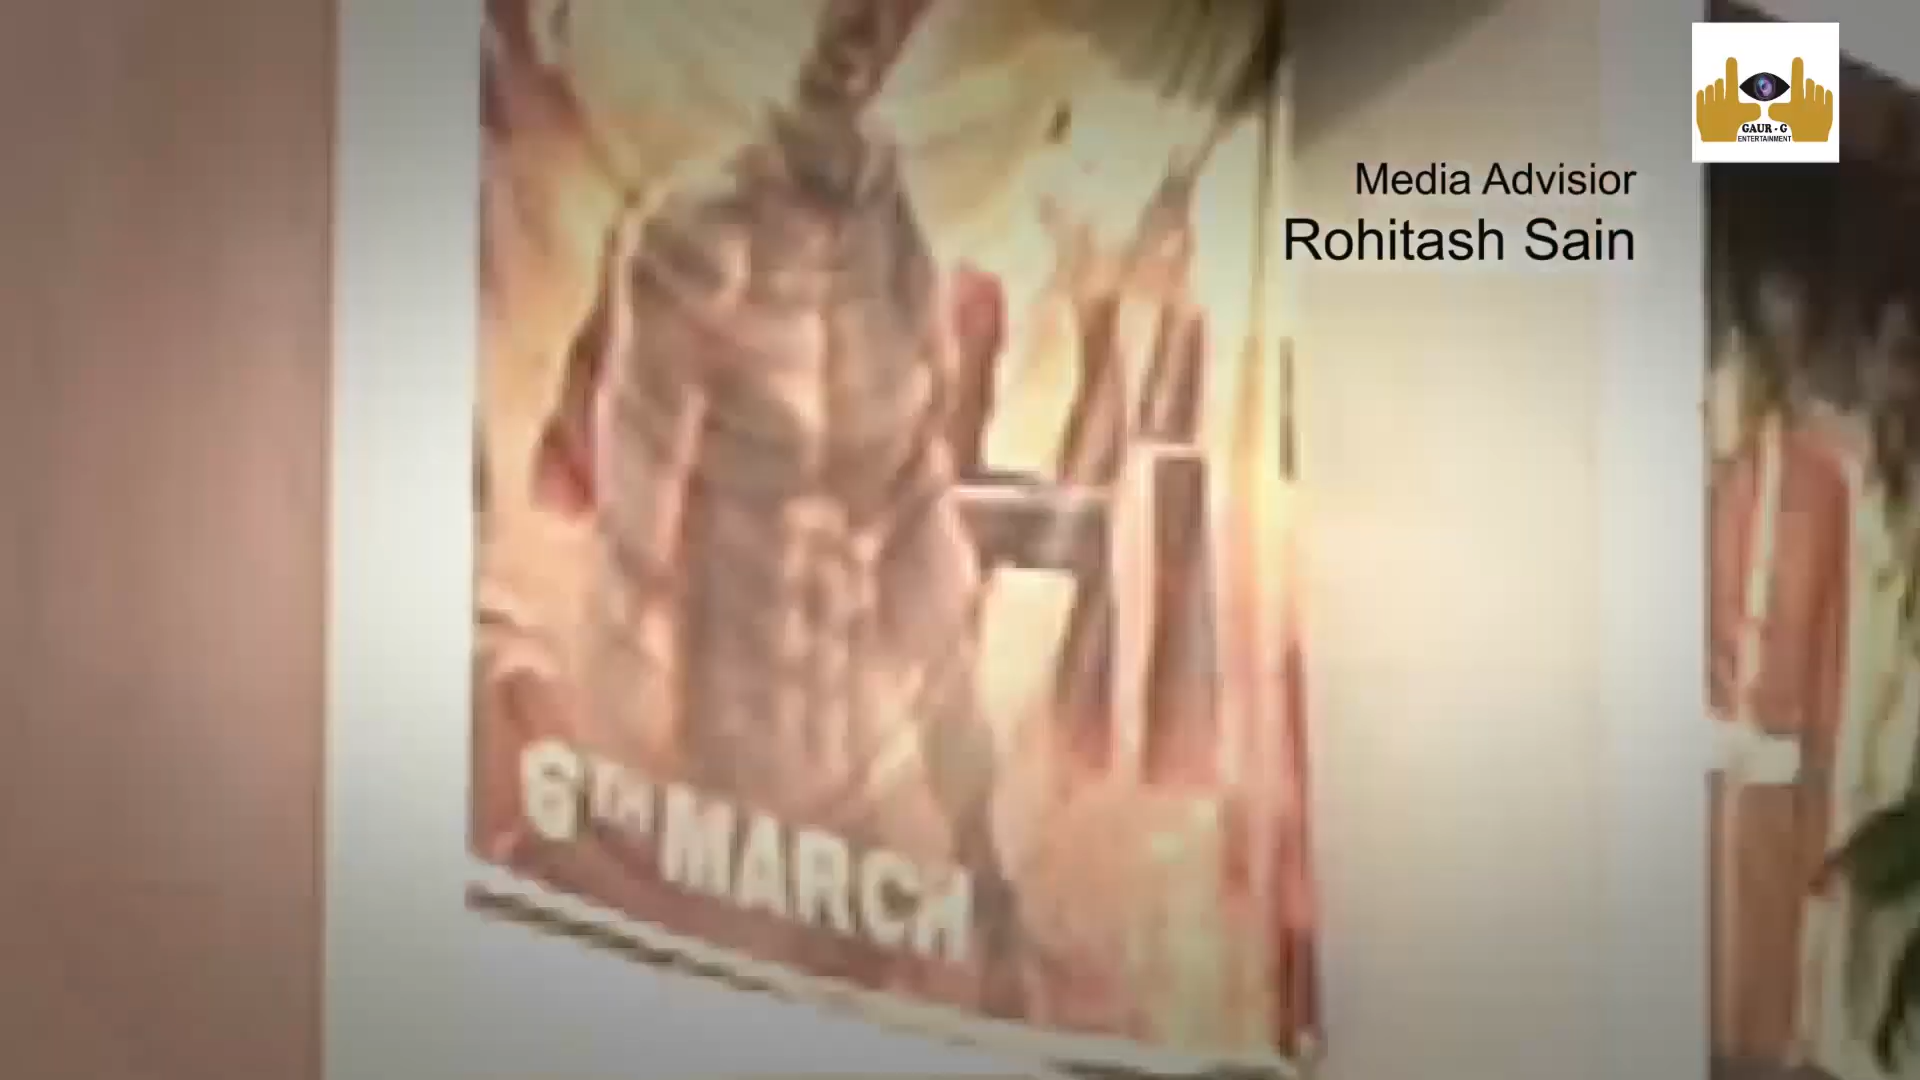 GAUR - G
ENTERTAINMENT
Media Advisior
Rohitash Sain
6TH MARCH